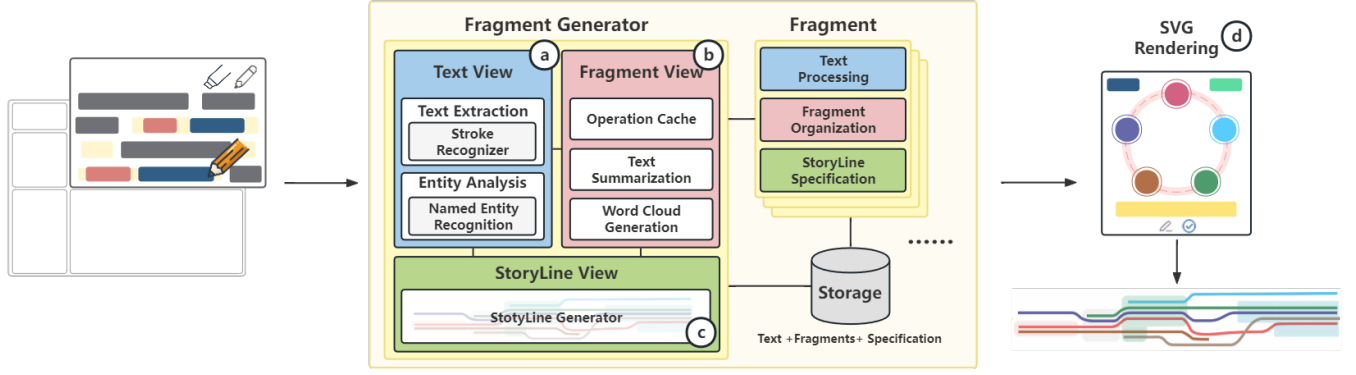 Fragment Generator
a
Text View
Text Extraction
Stroke
Recognizer
Entity Analysis
Named Entity
Recognition
b
Fragment View
Operation Cache
Text
Summarization
Word Cloud
Generation
StoryLine View
StotyLine Generator
c
Fragment
Text
Processing
Fragment
Organization
StoryLine
Specification
......
Storage
Text +Fragments+ Specification
SVG
Rendering
d